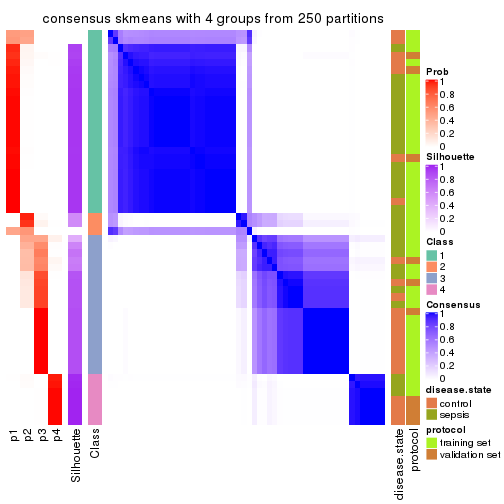 consensus skmeans with 4 groups from 250 partitions
Prob
1
0.8
0.6
0.4
0.2
0
Silhouette
1
0.8
0.6
0.4
0.2
0
Class
1
2
3
4
Consensus
1
0.8
0.6
0.4
0.2
0
disease.state
control
sepsis
protocol
training set
validation set
p1
p2
p3
p4
Silhouette
Class
disease.state
protocol